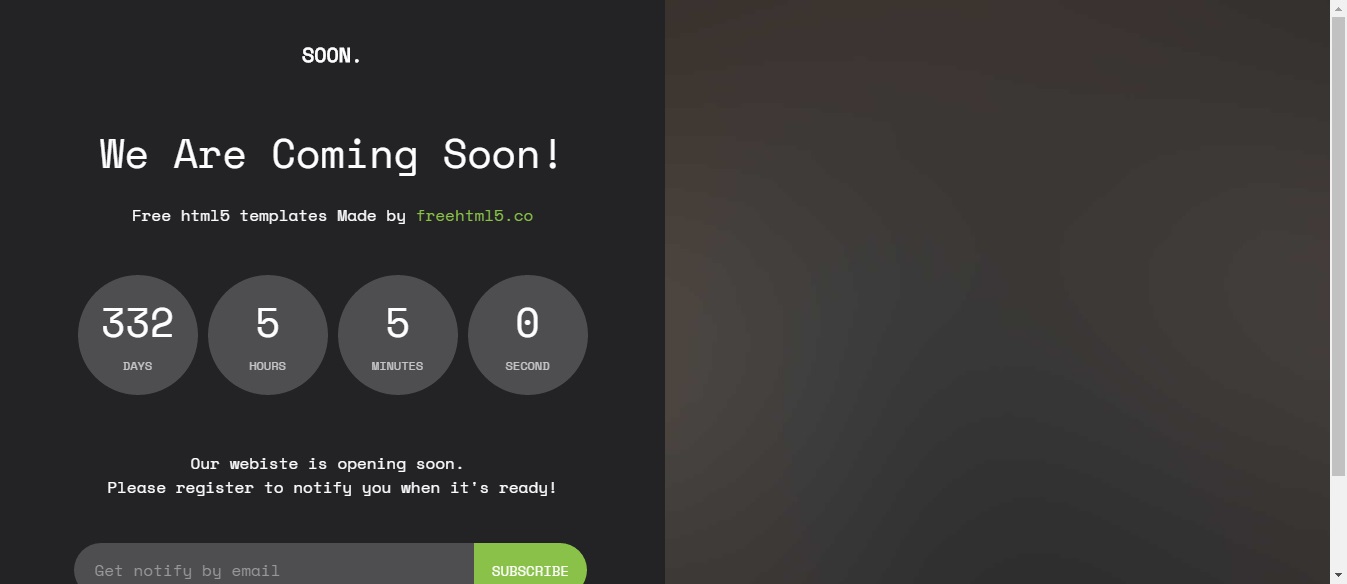 SOON.
We Are Coming Soon!
Free html5 templates Made by freehtml5.co
332 5 5 0
DAYS HOURS MINUTES SECOND
Our webiste is opening soon.
Please register to notify you when it's ready!
Get notify by email SUBSCRIBE